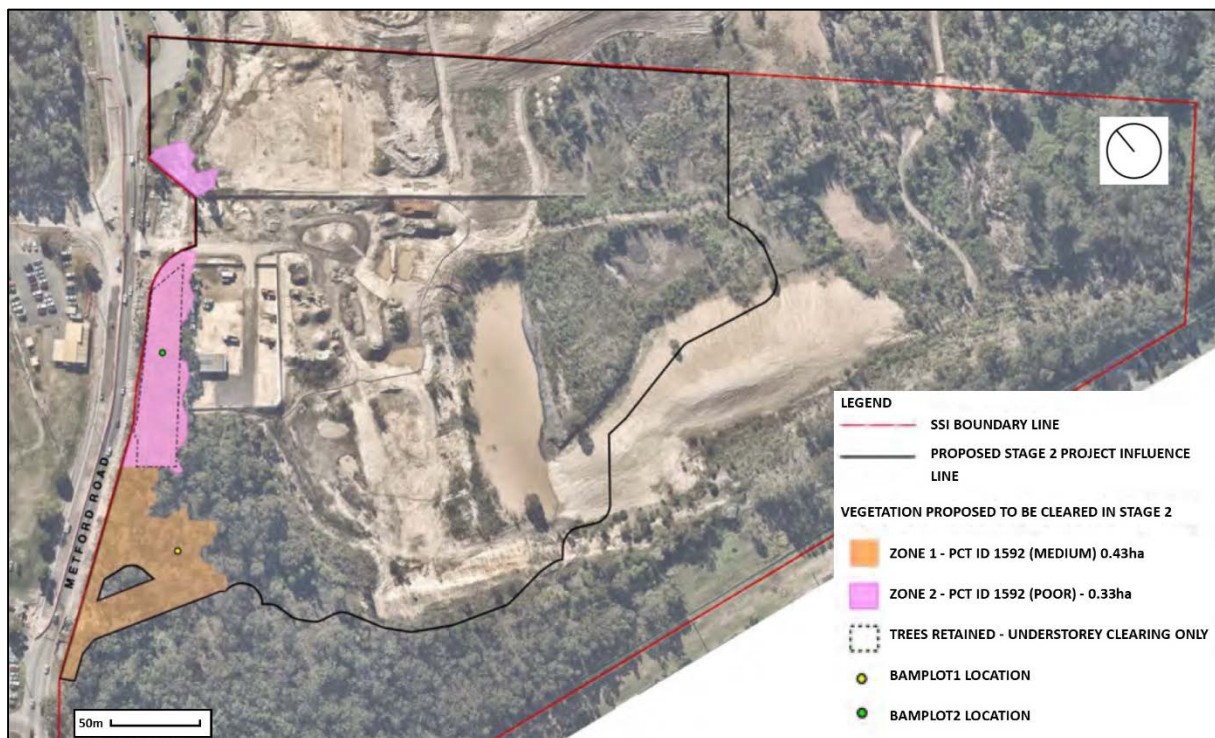 METFORD ROAD
50m
LEGEND
SSI BOUNDARY LINE
PROPOSED STAGE 2 PROJECT INFLUENCE
LINE
VEGETATION PROPOSED TO BE CLEARED IN STAGE 2
ZONE 1 - PCT ID 1592 (MEDIUM) 0.43ha
ZONE 2 - PCT ID 1592 (POOR) - 0.33ha
TREES RETAINED - UNDERSTOREY CLEARING ONLY
BAMPLOT1 LOCATION
BAMPLOT2 LOCATION